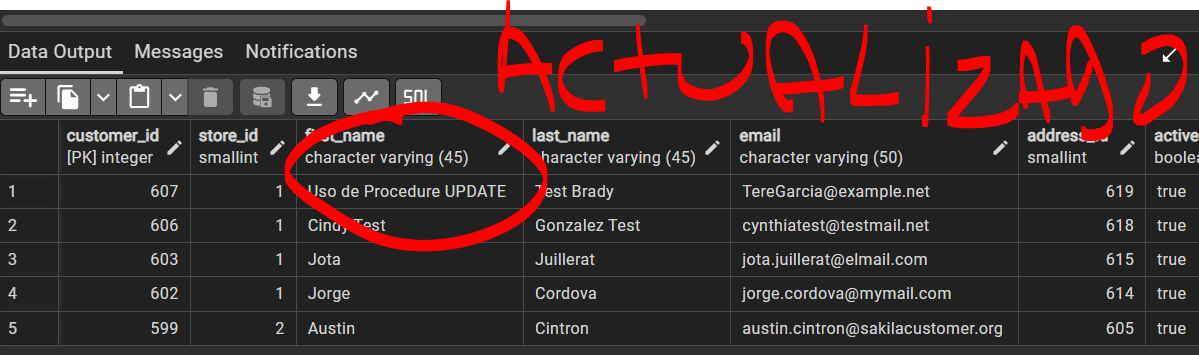 ACTUALizADO
Data Output Messages Notifications
SQL
customer_id store_id first_name last_name email address_id active
[PK] integer smallint character varying (45) character varying (45) character varying (50) smallint boolea
1 607 1 Uso de Procedure UPDATE Test Brady TereGarcia@example.net 619 true
2 606 1 Cindy Test Gonzalez Test cynthiatest@testmail.net 618 true
3 603 1 Jota Juillerat jota.juillerat@elmail.com 615 true
4 602 1 Jorge Cordova jorge.cordova@mymail.com 614 true
5 599 2 Austin Cintron austin.cintron@sakilacustomer.org 605 true